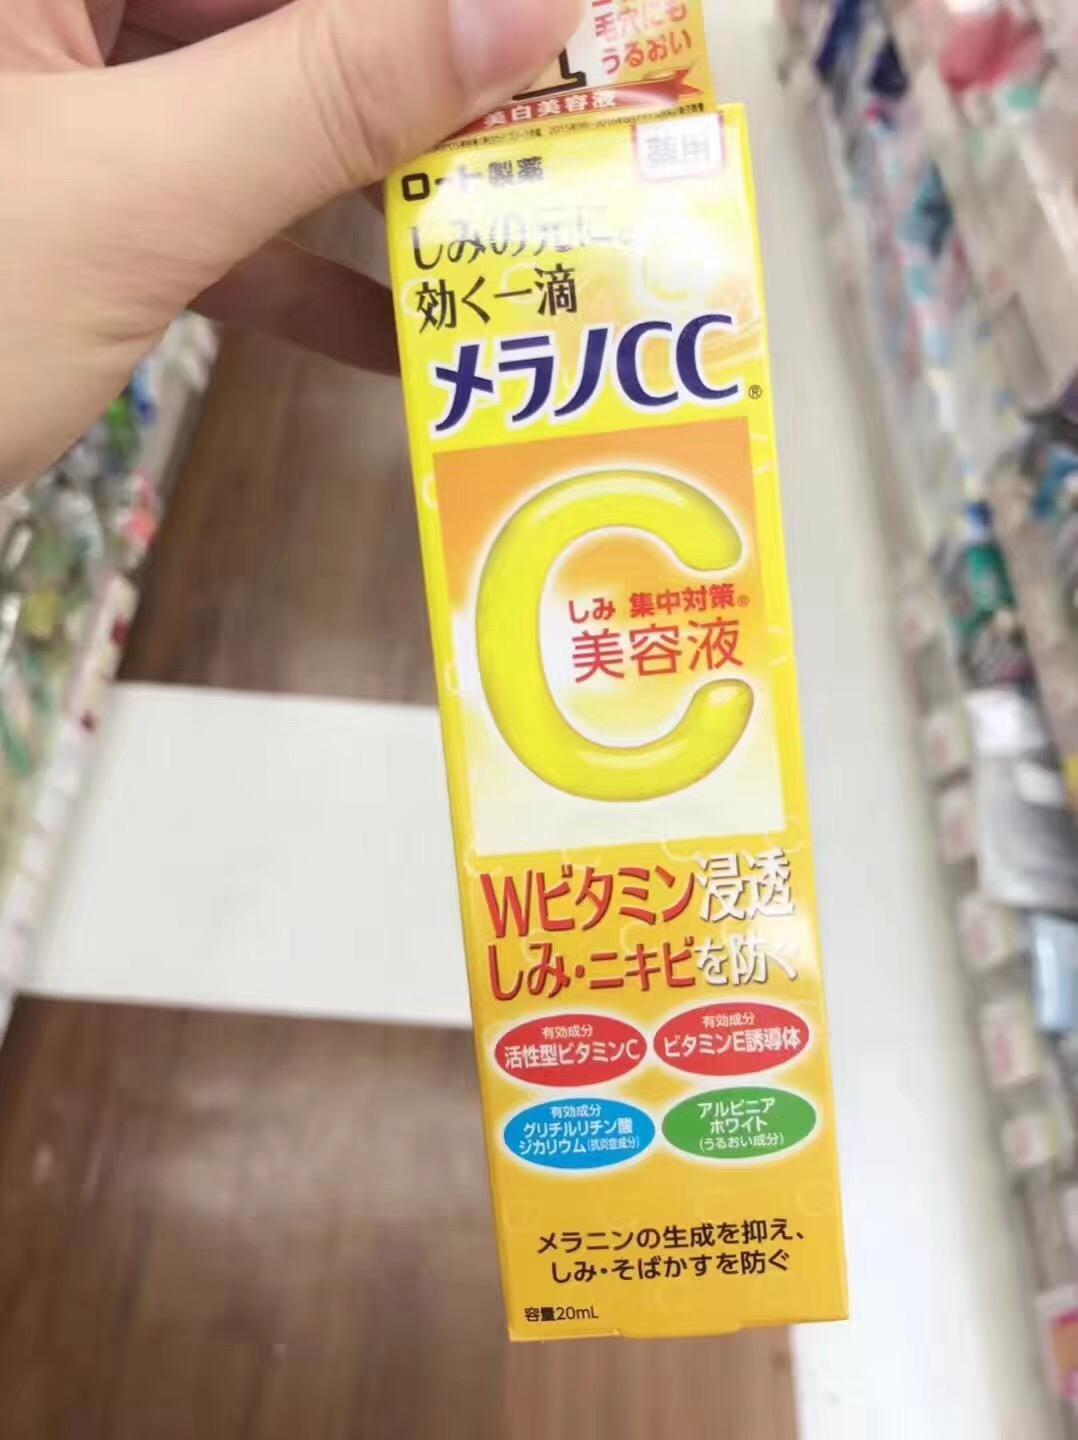 毛穴にも
うるおい
美白美容液
薬用
ロート製薬
しみの元に。
効く一滴
メラノCC®
しみ 集中対策®
美容液
Wビタミン浸透
しみ・ニキビを防ぐ
有効成分
活性型ビタミンC
有効成分
ビタミンE誘導体
有効成分
グリチルリチン酸
ジカリウム(抗炎症成分)
アルピニア
ホワイト
(うるおい成分)
メラニンの生成を抑え、
しみ・そばかすを防ぐ
容量20mL